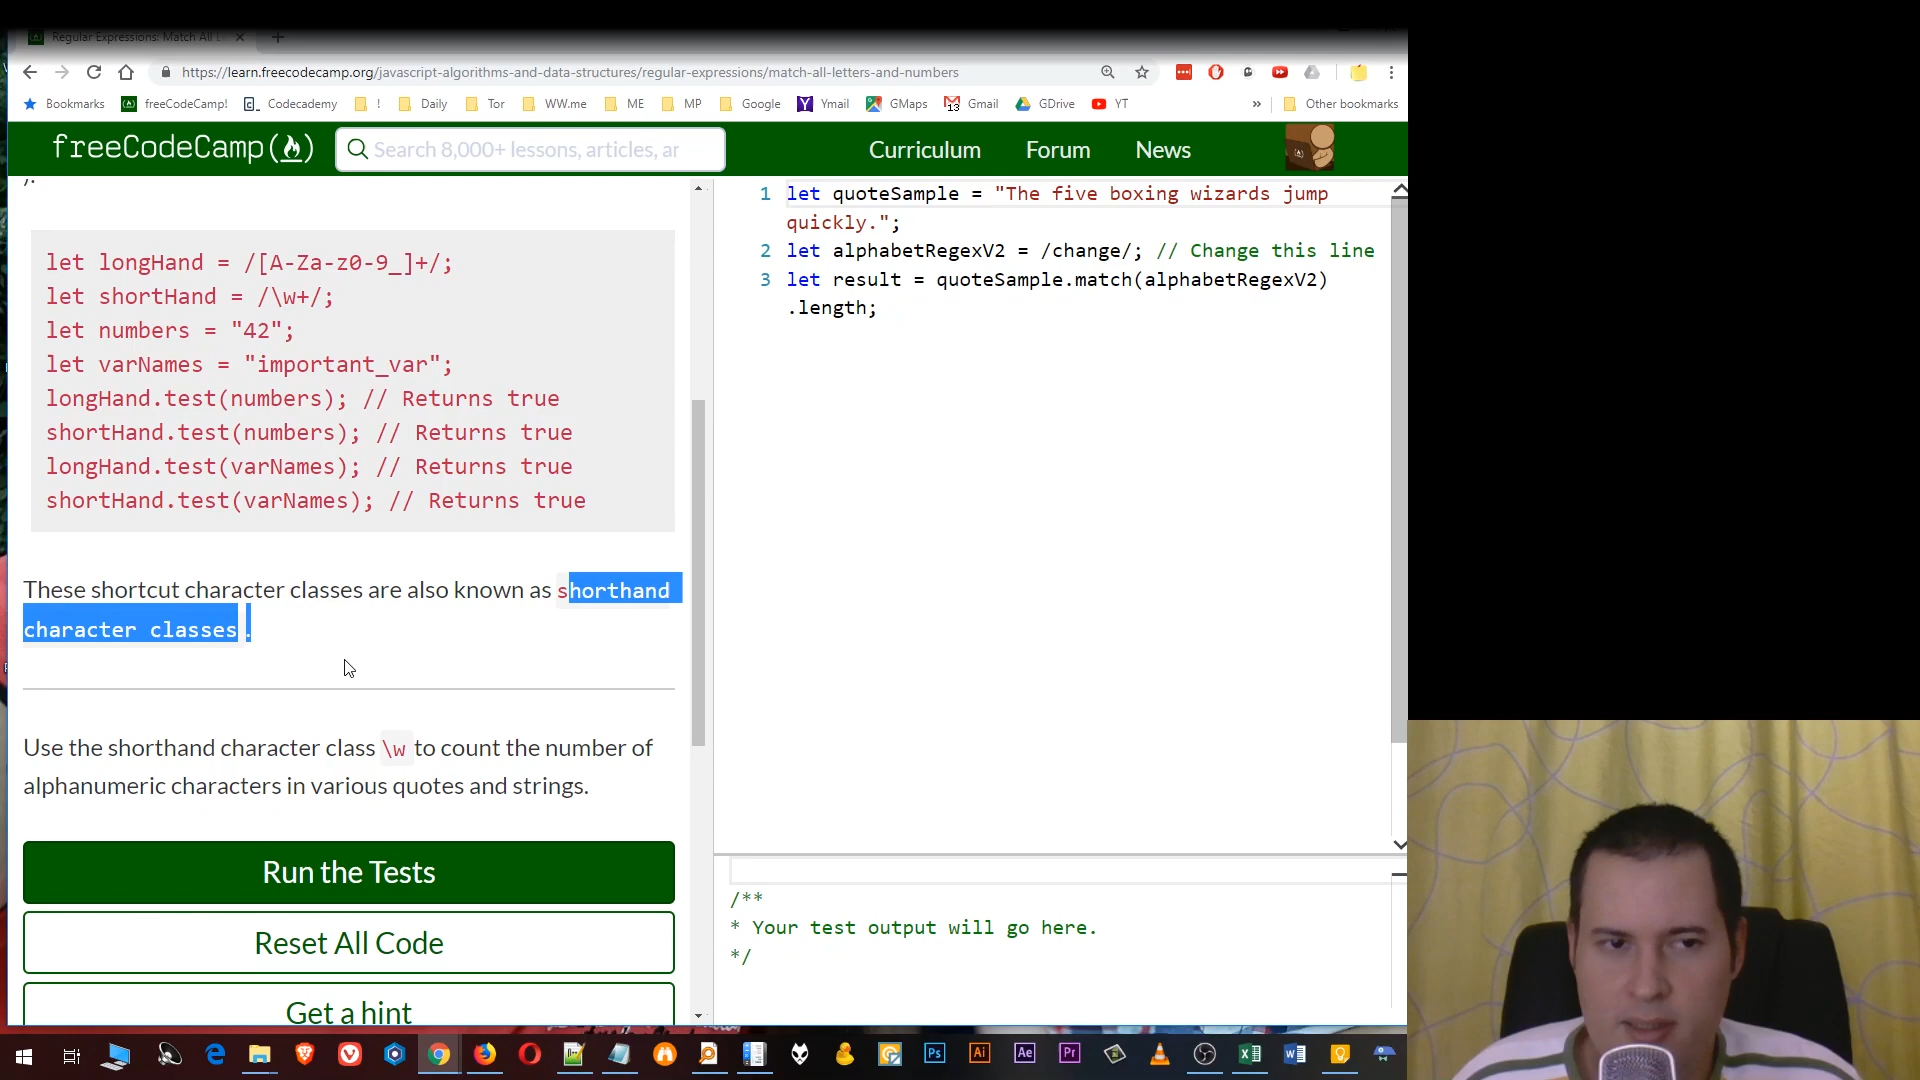 Regular Expressions: Match All L
https://learn.freecodecamp.org/javascript-algorithms-and-data-structures/regular-expressions/match-all-letters-and-numbers
Bookmarks freeCodeCamp! Codecademy ! Daily Tor WW.me ME MP Google Ymail GMaps 13 Gmail GDrive YT » Other bookmarks
freeCodeCamp Search 8,000+ lessons, articles, ar Curriculum Forum News
let longHand = /[A-Za-z0-9_]+/;
let shortHand = /\w+/;
let numbers = "42";
let varNames = "important_var";
longHand.test(numbers); // Returns true
shortHand.test(numbers); // Returns true
longHand.test(varNames); // Returns true
shortHand.test(varNames); // Returns true
These shortcut character classes are also known as shorthand
character classes.
Use the shorthand character class \w to count the number of
alphanumeric characters in various quotes and strings.
Run the Tests
Reset All Code
Get a hint
1 let quoteSample = "The five boxing wizards jump
quickly.";
2 let alphabetRegexV2 = /change/; // Change this line
3 let result = quoteSample.match(alphabetRegexV2)
.length;
/**
* Your test output will go here.
*/
Ps Ai Ae Pr